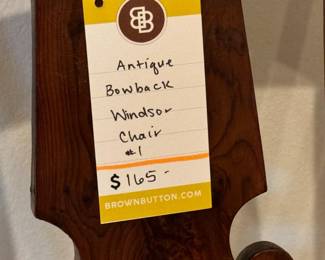 BB
Antique
Bowback
Windsor
Chair
#1
$165-
BROWNBUTTON.COM